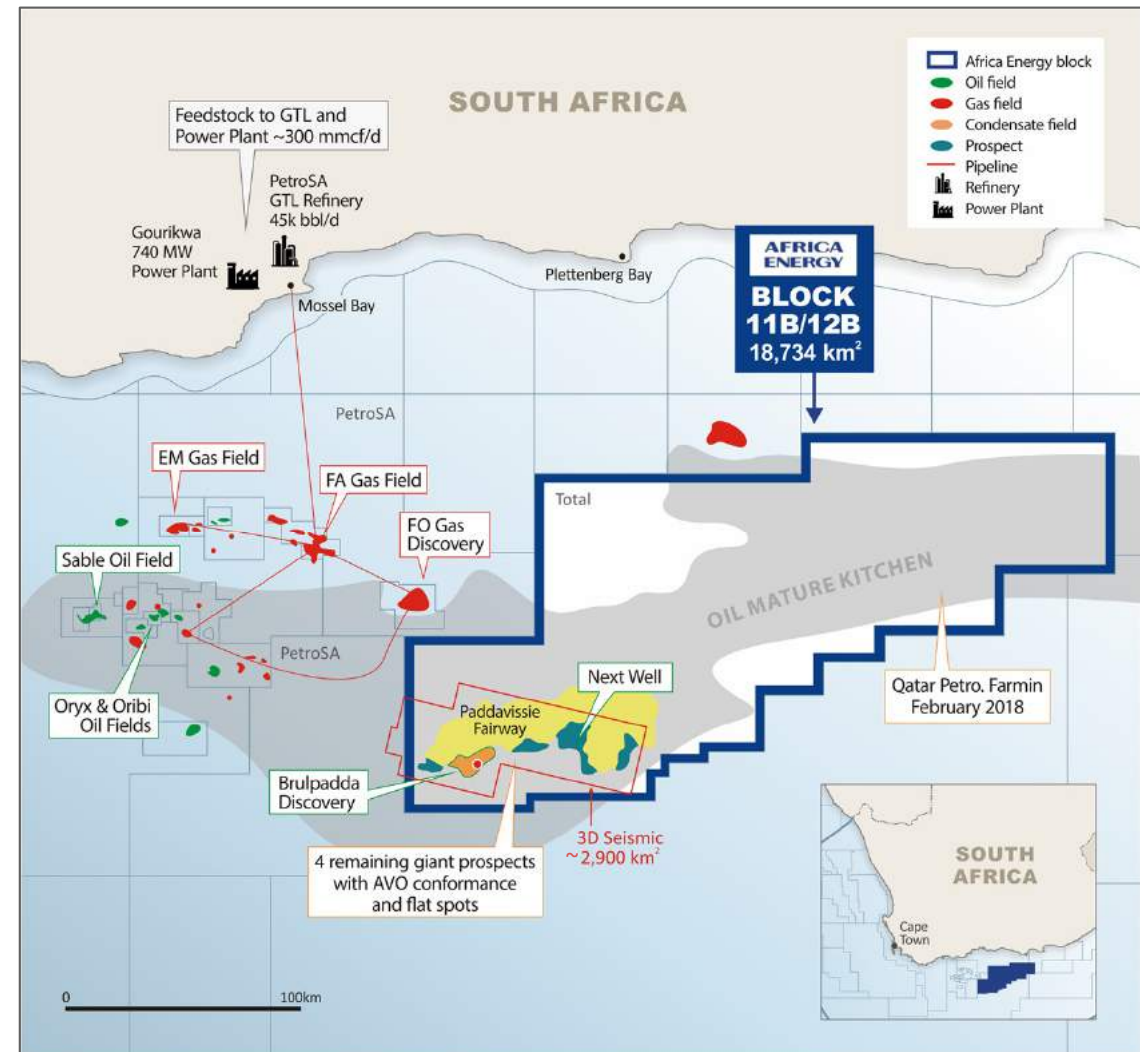 SOUTH AFRICA
Africa Energy block
Oil field
Gas field
Condensate field
Prospect
Pipeline
Refinery
Power Plant
Feedstock to GTL and
Power Plant ~300 mmcf/d
PetroSA
GTL Refinery
45k bbl/d
Gourikwa
740 MW
Power Plant
Mossel Bay
Plettenberg Bay
AFRICA
ENERGY
BLOCK
11B/12B
18,734 km²
PetroSA
EM Gas Field
FA Gas Field
FO Gas
Discovery
Total
Sable Oil Field
OIL MATURE KITCHEN
PetroSA
Oryx & Oribi
Oil Fields
Next Well
Paddavissie
Fairway
Qatar Petro. Farmin
February 2018
Brulpadda
Discovery
3D Seismic
~2,900 km²
4 remaining giant prospects
with AVO conformance
and flat spots
SOUTH
AFRICA
Cape
Town
0
100km